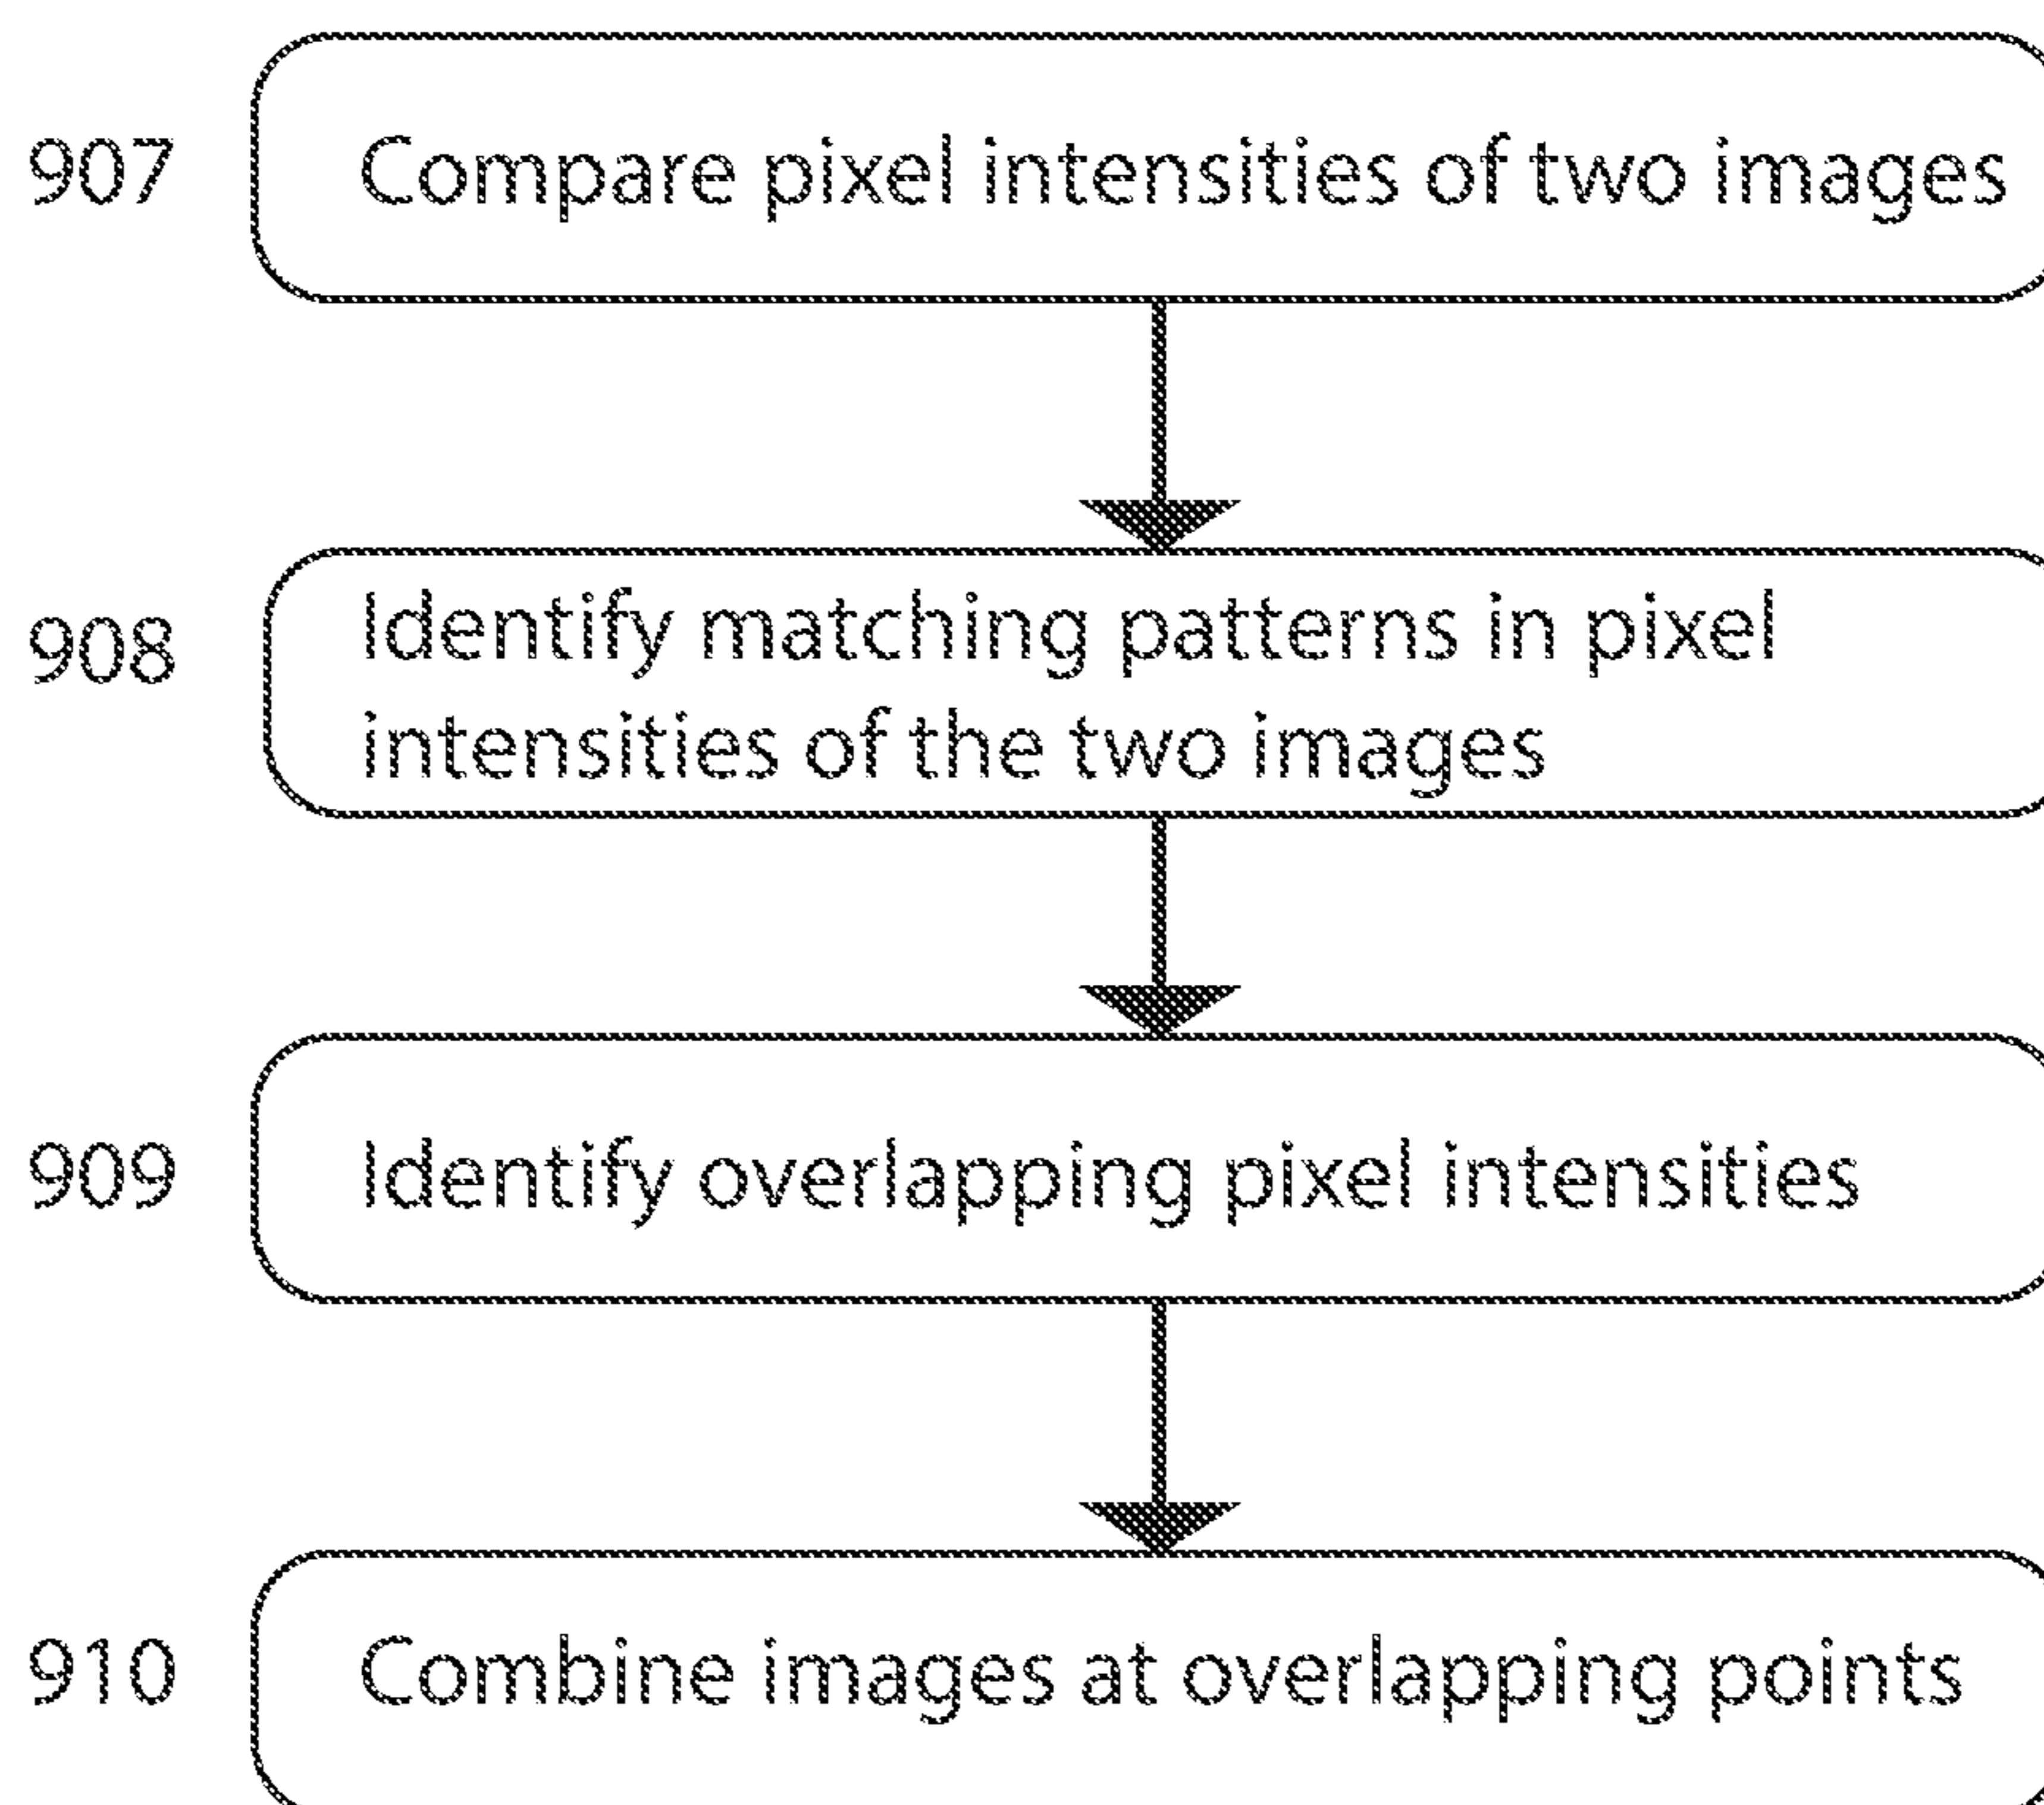 907 Compare pixel intensities of two images
908 Identify matching patterns in pixel
intensities of the two images
909 Identify overlapping pixel intensities
910 Combine images at overlapping points